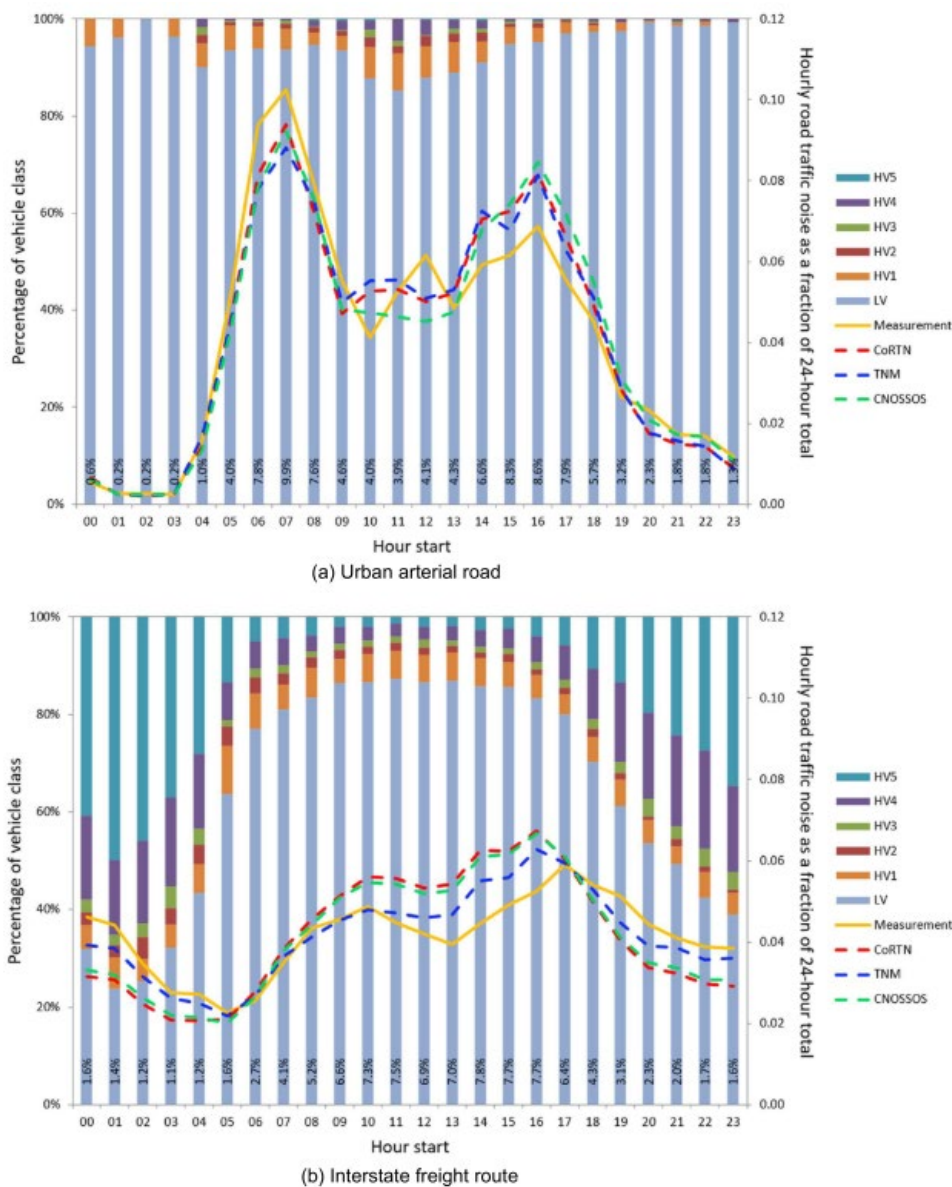 100%
80%
60%
40%
20%
0%
Percentage of vehicle class
0.12
0.10
0.08
0.06
0.04
0.02
0.00
Hourly road traffic noise as a fraction of 24-hour total
HV5
HV4
HV3
HV2
HV1
LV
Measurement
CoRTN
TNM
CNOSSOS
0.6% 0.2% 0.2% 0.2% 1.0% 4.0% 7.8% 9.9% 7.6% 4.6% 4.0% 3.9% 4.1% 4.3% 6.6% 8.3% 8.6% 7.9% 5.7% 3.2% 2.3% 1.8% 1.8% 1.3%
00 01 02 03 04 05 06 07 08 09 10 11 12 13 14 15 16 17 18 19 20 21 22 23
Hour start
(a) Urban arterial road
100%
80%
60%
40%
20%
0%
Percentage of vehicle class
0.12
0.10
0.08
0.06
0.04
0.02
0.00
Hourly road traffic noise as a fraction of 24-hour total
HV5
HV4
HV3
HV2
HV1
LV
Measurement
CoRTN
TNM
CNOSSOS
1.6% 1.4% 1.2% 1.1% 1.2% 1.6% 2.7% 4.1% 5.2% 6.6% 7.3% 7.5% 6.9% 7.0% 7.8% 7.7% 7.7% 6.4% 4.3% 3.1% 2.3% 2.0% 1.7% 1.6%
00 01 02 03 04 05 06 07 08 09 10 11 12 13 14 15 16 17 18 19 20 21 22 23
Hour start
(b) Interstate freight route